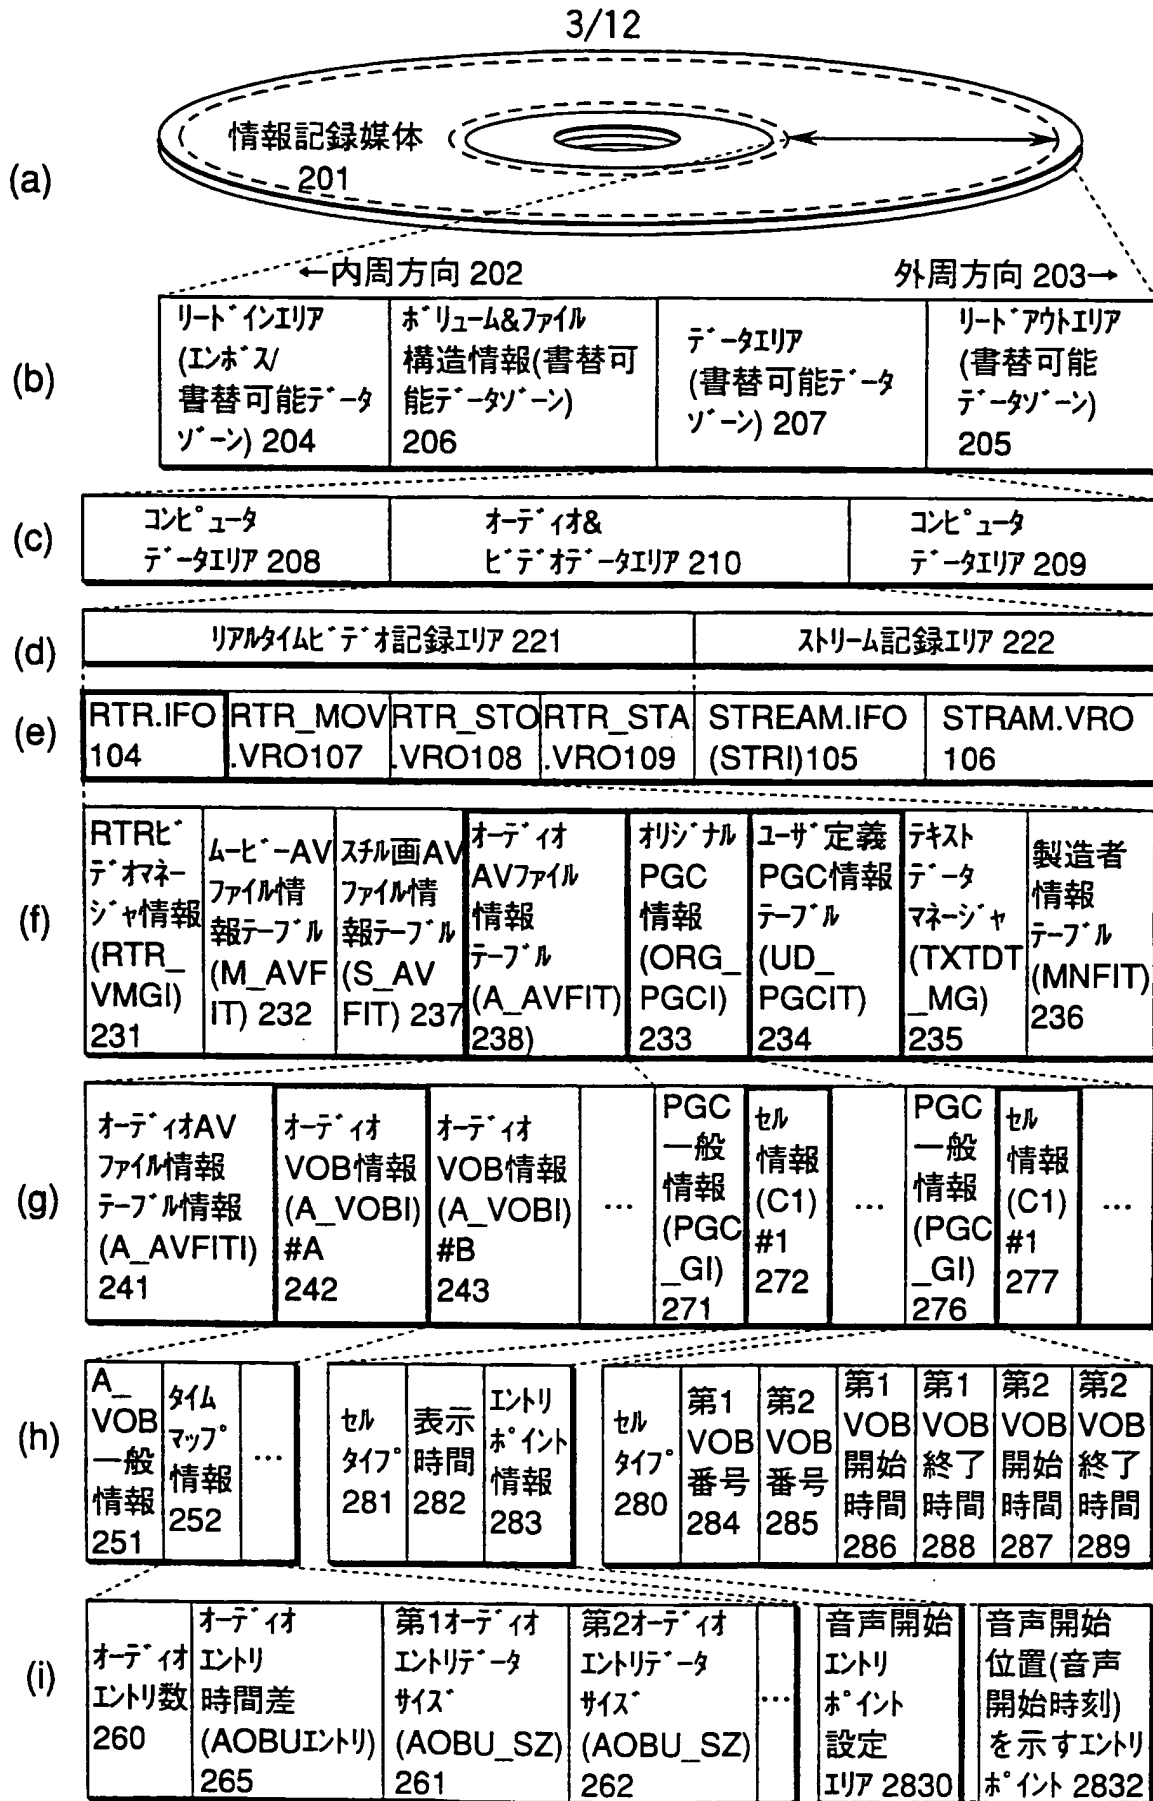 3/12
(a)
情報記録媒体
201
←内周方向 202
外周方向 203→
(b)
リードインエリア
(エンボス/
書替可能データ
ゾーン) 204
ボリューム&ファイル
構造情報(書替可
能データゾーン)
206
データエリア
(書替可能データ
ゾーン) 207
リードアウトエリア
(書替可能
データゾーン)
205
(c)
コンピュータ
データエリア 208
オーディオ&
ビデオデータエリア 210
コンピュータ
データエリア 209
(d)
リアルタイムビデオ記録エリア 221
ストリーム記録エリア 222
(e)
RTR.IFO
104
RTR_MOV
.VRO107
RTR_STO
.VRO108
RTR_STA
.VRO109
STREAM.IFO
(STRI)105
STRAM.VRO
106
(f)
RTRビ
デオマネー
ジャ情報
(RTR_
VMGI)
231
ムービーAV
ファイル情
報テーブル
(M_AVF
IT) 232
スチル画AV
ファイル情
報テーブル
(S_AV
FIT) 237
オーディオ
AVファイル
情報
テーブル
(A_AVFIT)
238)
オリジナル
PGC
情報
(ORG_
PGCI)
233
ユーザ定義
PGC情報
テーブル
(UD_
PGCIT)
234
テキスト
データ
マネージャ
(TXTDT
_MG)
235
製造者
情報
テーブル
(MNFIT)
236
(g)
オーディオAV
ファイル情報
テーブル情報
(A_AVFITI)
241
オーディオ
VOB情報
(A_VOBI)
#A
242
オーディオ
VOB情報
(A_VOBI)
#B
243
…
PGC
一般
情報
(PGC
_GI)
271
セル
情報
(C1)
#1
272
…
PGC
一般
情報
(PGC
_GI)
276
セル
情報
(C1)
#1
277
…
(h)
A_
VOB
一般
情報
251
タイム
マップ
情報
252
…
セル
タイプ
281
表示
時間
282
エントリ
ポイント
情報
283
セル
タイプ
280
第1
VOB
番号
284
第2
VOB
番号
285
第1
VOB
開始
時間
286
第1
VOB
終了
時間
288
第2
VOB
開始
時間
287
第2
VOB
終了
時間
289
(i)
オーディオ
エントリ数
260
オーディオ
エントリ
時間差
(AOBUエントリ)
265
第1オーディオ
エントリデータ
サイズ
(AOBU_SZ)
261
第2オーディオ
エントリデータ
サイズ
(AOBU_SZ)
262
…
音声開始
エントリ
ポイント
設定
エリア 2830
音声開始
位置(音声
開始時刻)
を示すエントリ
ポイント 2832